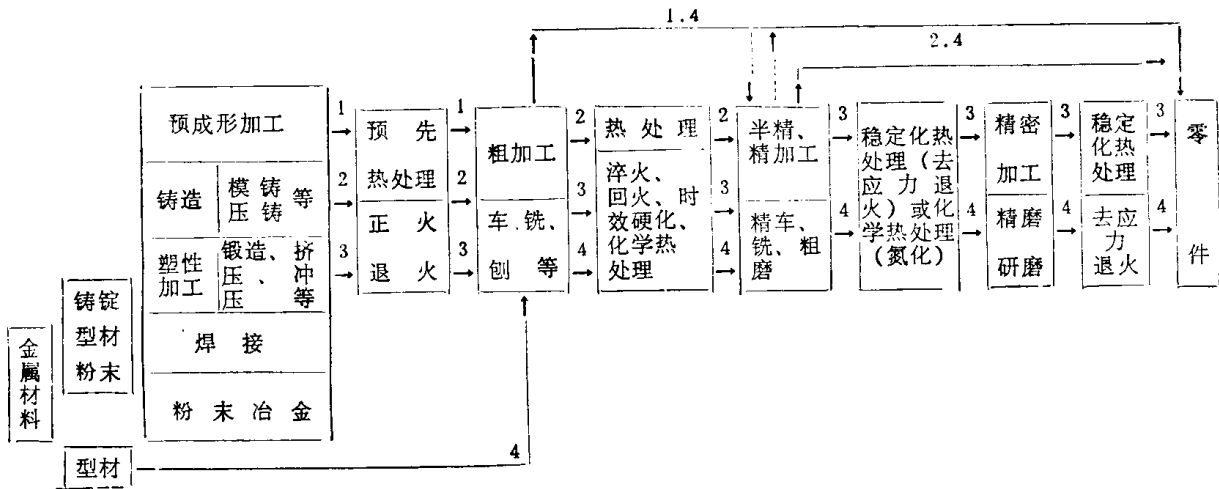 1.4
2.4
预成形加工
铸造
模铸
压铸等
塑性
加工
锻造、挤
压、冲
压等
焊接
粉末冶金
金属材料
铸锭
型材
粉末
型材
4
1
2
3
预先
热处理
正火
退火
1
2
3
粗加工
车、铣、
刨等
2
3
4
热处理
淬火、
回火、时
效硬化、
化学热
处理
2
3
4
半精、
精加工
精车、
铣、粗
磨
3
4
稳定化热
处理(去
应力退
火)或化
学热处理
(氮化)
3
4
精密
加工
精磨
研磨
3
4
稳定
化热
处理
去应
力
退火
3
4
零
件